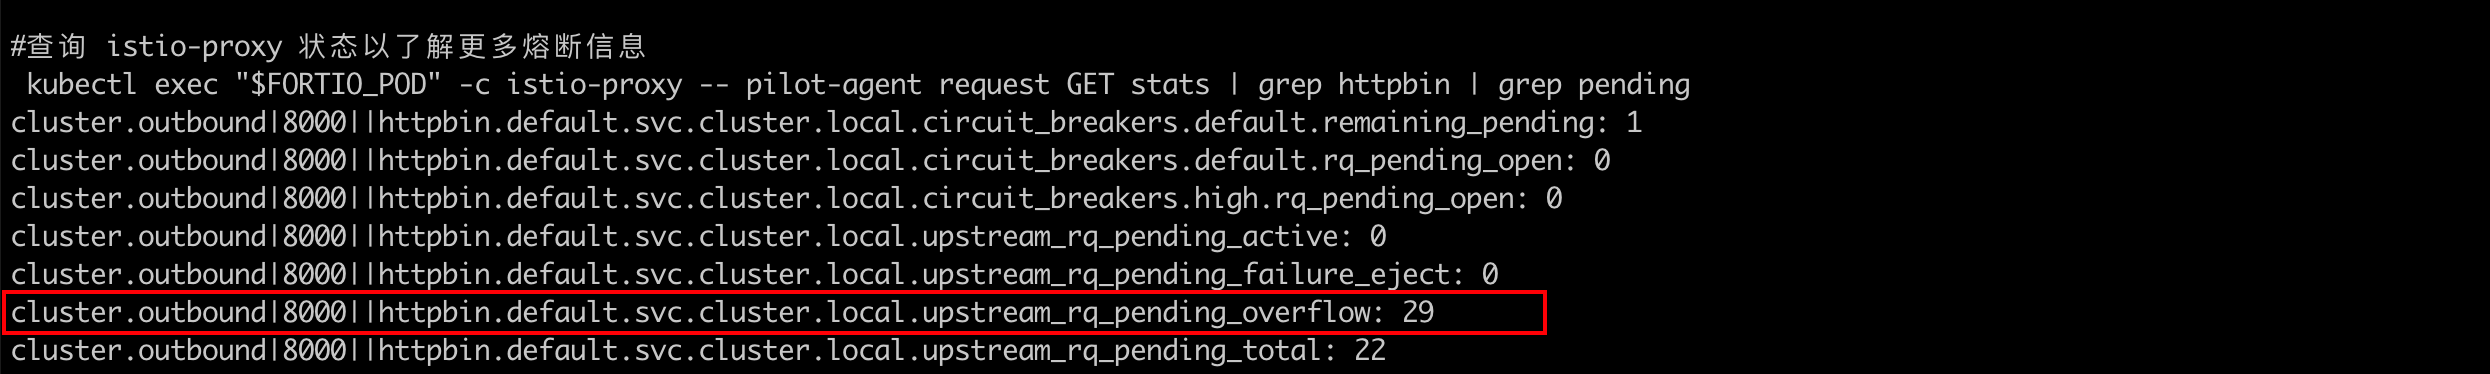 #查询 istio-proxy 状态以了解更多熔断信息
kubectl exec "$FORTIO_POD" -c istio-proxy -- pilot-agent request GET stats | grep httpbin | grep pending
cluster.outbound|8000||httpbin.default.svc.cluster.local.circuit_breakers.default.remaining_pending: 1
cluster.outbound|8000||httpbin.default.svc.cluster.local.circuit_breakers.default.rq_pending_open: 0
cluster.outbound|8000||httpbin.default.svc.cluster.local.circuit_breakers.high.rq_pending_open: 0
cluster.outbound|8000||httpbin.default.svc.cluster.local.upstream_rq_pending_active: 0
cluster.outbound|8000||httpbin.default.svc.cluster.local.upstream_rq_pending_failure_eject: 0
cluster.outbound|8000||httpbin.default.svc.cluster.local.upstream_rq_pending_overflow: 29
cluster.outbound|8000||httpbin.default.svc.cluster.local.upstream_rq_pending_total: 22